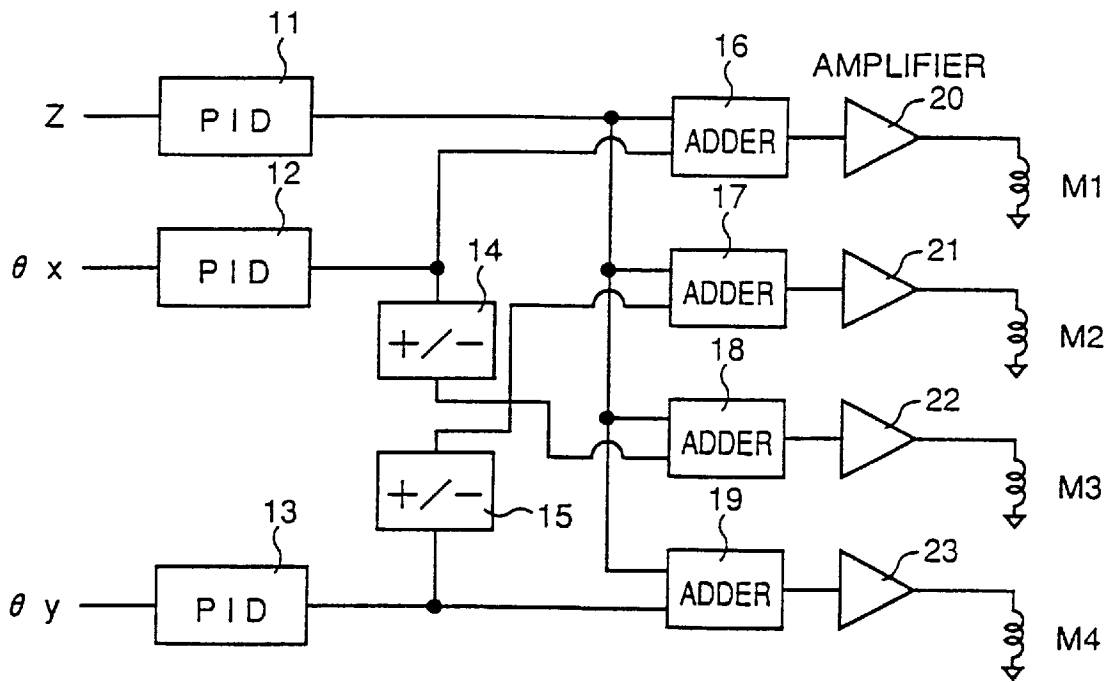 11
Z
PID
16
ADDER
AMPLIFIER
20
M1
12
θ x
PID
14
+/-
17
ADDER
21
M2
18
ADDER
22
M3
+/-
15
13
θ y
PID
19
ADDER
23
M4